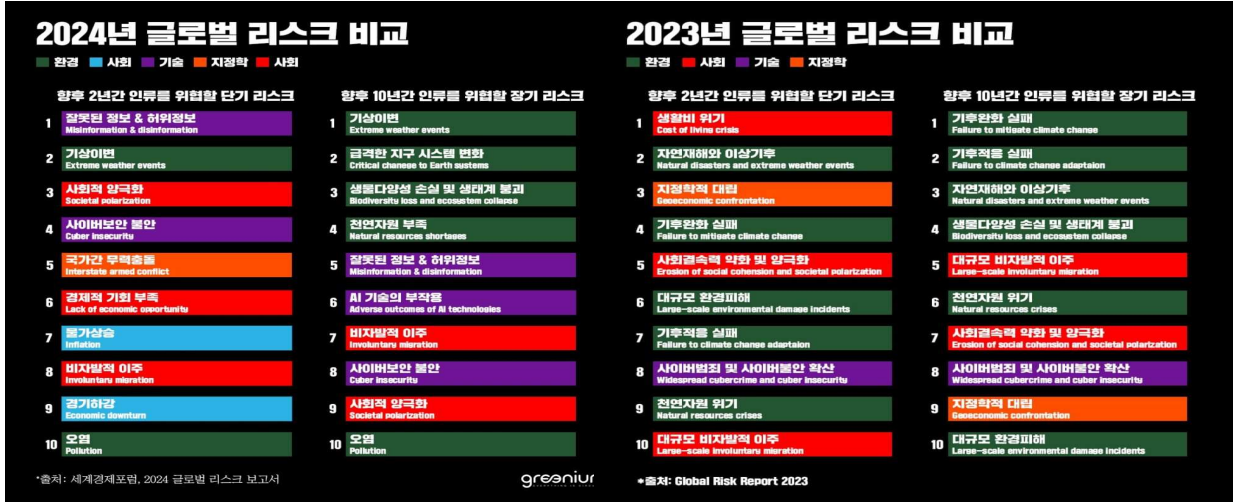 2024년 글로벌 리스크 비교
환경 사회 기술 지정학 사회
향후 2년간 인류를 위협할 단기 리스크
1 잘못된 정보 & 허위정보
Misinformation & disinformation
2 기상이변
Extreme weather events
3 사회적 양극화
Societal polarization
4 사이버보안 불안
Cuber insecurity
5 국가간 무력충돌
Interstate armed conflict
6 경제적 기회 부족
Lack of economic opportunity
7 물가상승
Inflation
8 비자발적 이주
Involuntary migration
9 경기하강
Economic downturn
10 오염
Pollution
향후 10년간 인류를 위협할 장기 리스크
1 기상이변
Extreme weather events
2 급격한 지구 시스템 변화
Critical chanege to Earth sustems
3 생물다양성 손실 및 생태계 붕괴
Biodiversity loss and ecosystem collapse
4 천연자원 부족
Natural resources shortages
5 잘못된 정보 & 허위정보
Misinformation & disinformation
6 AI 기술의 부작용
Adverse outcomes of AI technologies
7 비자발적 이주
Involuntary migration
8 사이버보안 불안
Cuber insecurity
9 사회적 양극화
Societal polarization
10 오염
Pollution
*출처: 세계경제포럼, 2024 글로벌 리스크 보고서
greeniur
2023년 글로벌 리스크 비교
환경 사회 기술 지정학
향후 2년간 인류를 위협할 단기 리스크
1 생활비 위기
Cost of living crisis
2 자연재해와 이상기후
Natural disasters and extreme weather events
3 지정학적 대립
Geoeconomic confrontation
4 기후완화 실패
Failure to mitigate climate change
5 사회결속력 약화 및 양극화
Erosion of social cohension and societal polarization
6 대규모 환경피해
Large-scale environmental damage incidents
7 기후적응 실패
Failure to climate change adaptaion
8 사이버범죄 및 사이버불안 확산
Widespread cubercrime and cuber insecurity
9 천연자원 위기
Natural resources crises
10 대규모 비자발적 이주
Large-scale involuntary migration
향후 10년간 인류를 위협할 장기 리스크
1 기후완화 실패
Failure to mitigate climate change
2 기후적응 실패
Failure to climate change adaptaion
3 자연재해와 이상기후
Natural disasters and extreme weather events
4 생물다양성 손실 및 생태계 붕괴
Biodiversity loss and ecosystem collapse
5 대규모 비자발적 이주
Large-scale involuntary migration
6 천연자원 위기
Natural resources crises
7 사회결속력 약화 및 양극화
Erosion of social cohension and societal polarization
8 사이버범죄 및 사이버불안 확산
Widespread cubercrime and cuber insecurity
9 지정학적 대립
Geoeconomic confrontation
10 대규모 환경피해
Large-scale environmental damage incidents
*출처: Global Risk Report 2023